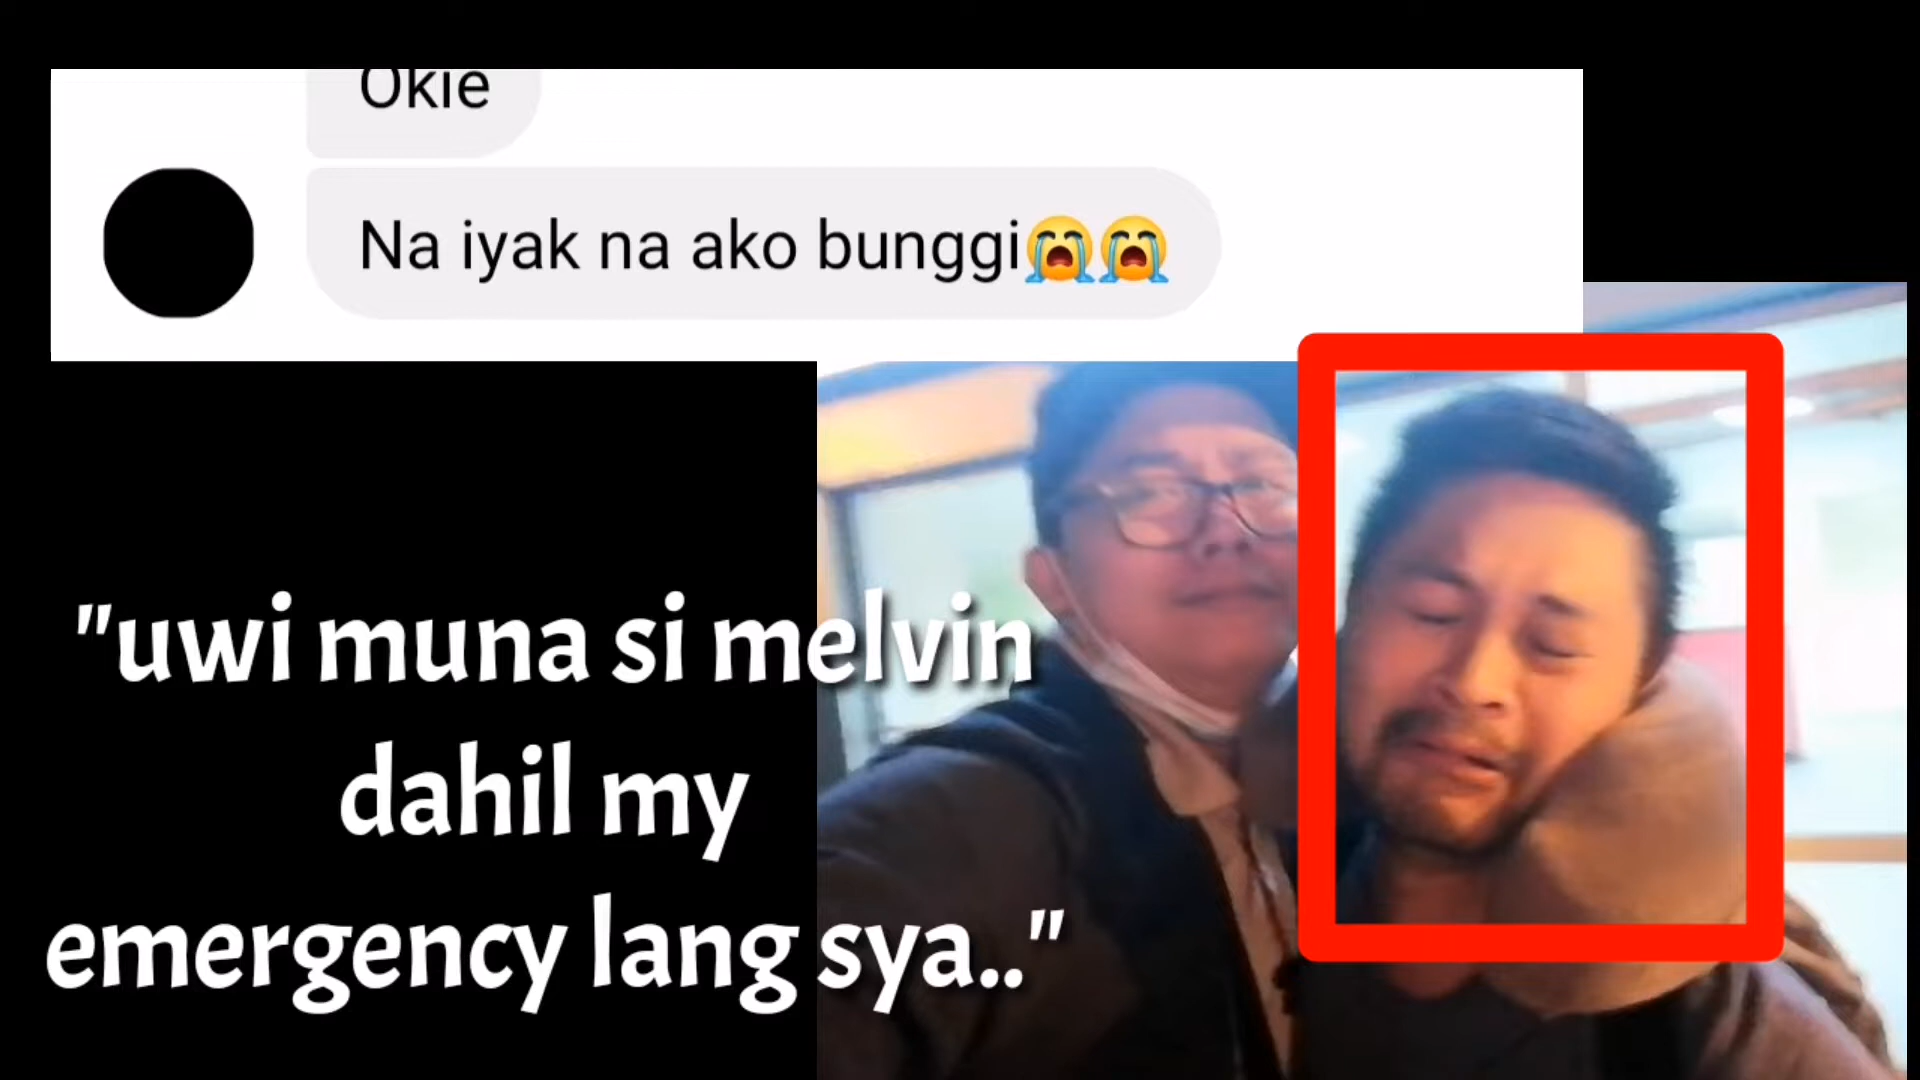 Okie
Na iyak na ako bunggi😭😭
"uwi muna si melvin
dahil my
emergency lang sya.."